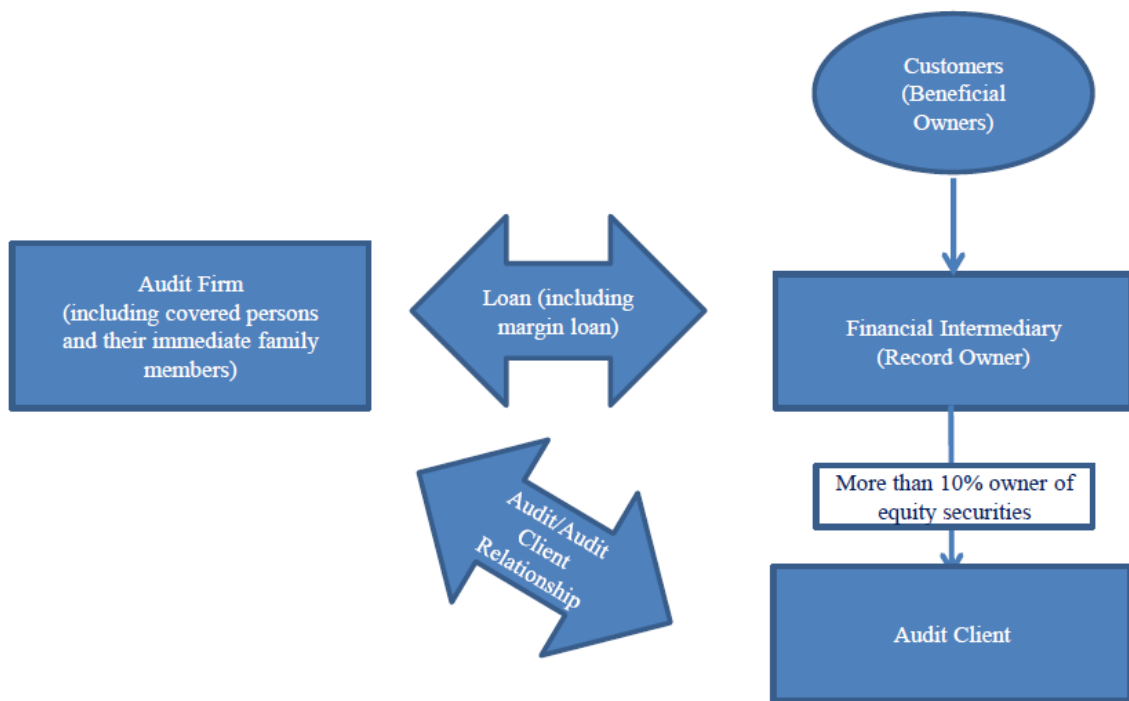 Customers
(Beneficial
Owners)
Audit Firm
(including covered persons
and their immediate family
members)
Loan (including
margin loan)
Financial Intermediary
(Record Owner)
More than 10% owner of
equity securities
Audit/Audit
Client
Relationship
Audit Client